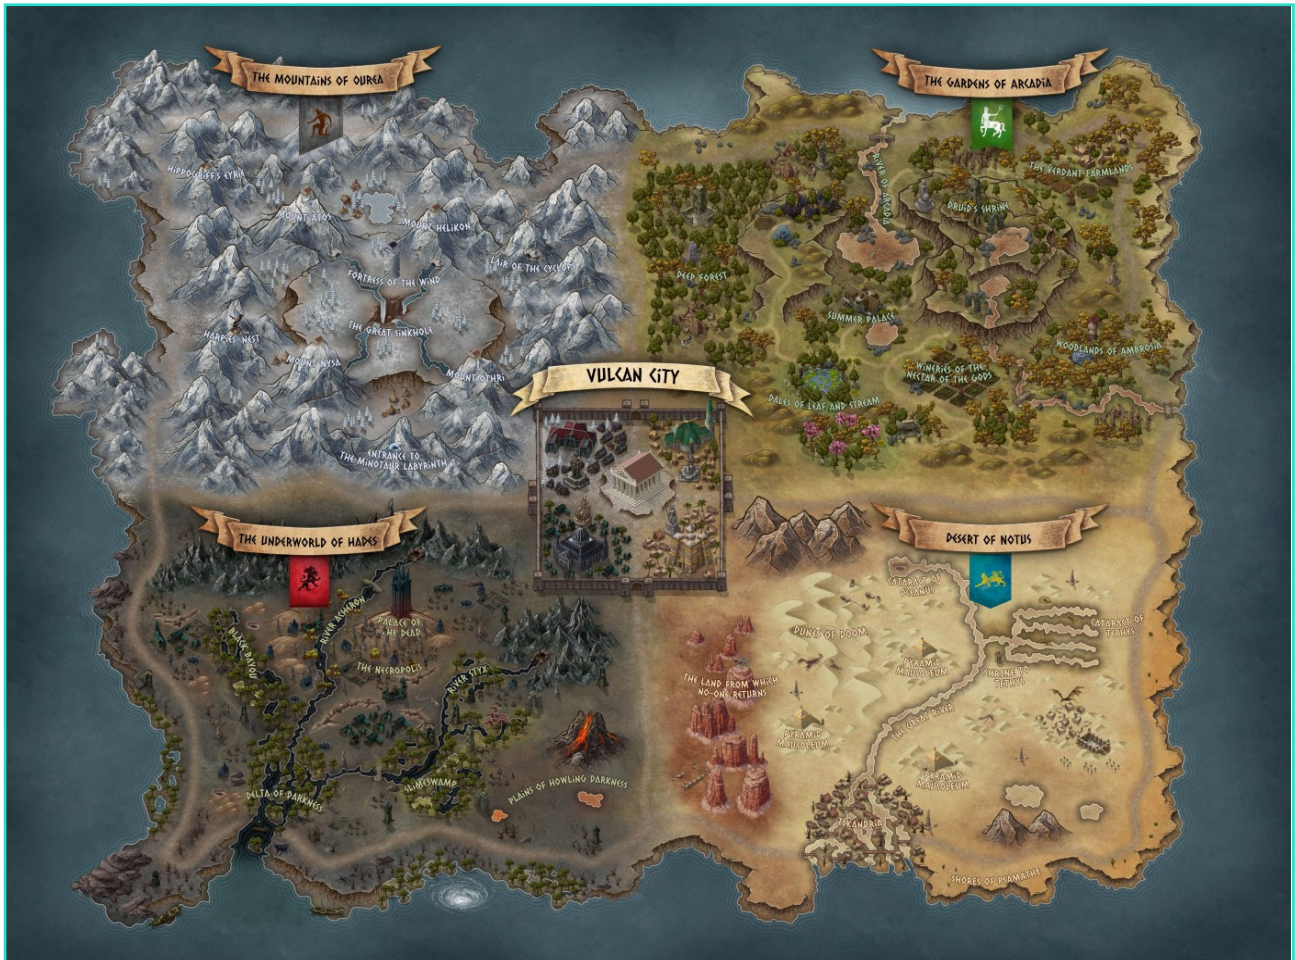 THE MOUNTAINS OF OUREA
HIPPOGRIFF'S EYRIE
MOUNT ATOS
MOUNT HELIKON
LAIR OF THE CYCLOPS
FORTRESS OF THE WIND
THE GREAT SINKHOLE
HARPIES NEST
MOUNT NYSA
MOUNT OTHRI
ENTRANCE TO
THE MINOTAUR LABYRINTH
THE GARDENS OF ARCADIA
RIVER OF ARCADIA
THE VERDANT FARMLANDS
DRUID'S SHRINE
DEEP FOREST
SUMMER PALACE
WOODLANDS OF AMBROSIA
WINERIES OF THE
NECTAR OF THE GODS
DALES OF LEAF AND STREAM
VULCAN CITY
THE UNDERWORLD OF HADES
RIVER ACHERON
PALACE OF
THE DEAD
BLACK BAYOU
THE NECROPOLIS
RIVER STYX
SLIMESWAMP
DELTA OF DARKNESS
PLAINS OF HOWLING DARKNESS
DESERT OF NOTUS
CATARACT OF
OCEANUS
CATARACT OF
TETHYS
DUNES OF DOOM
PYRAMID
MAUSOLEUM
SHRINE TO
TETHYS
THE LAND FROM WHICH
NO-ONE RETURNS
THE GREAT RIVER
PYRAMID
MAUSOLEUM
PYRAMID
MAUSOLEUM
ISKANDRIA
SHORES OF PSAMATHE